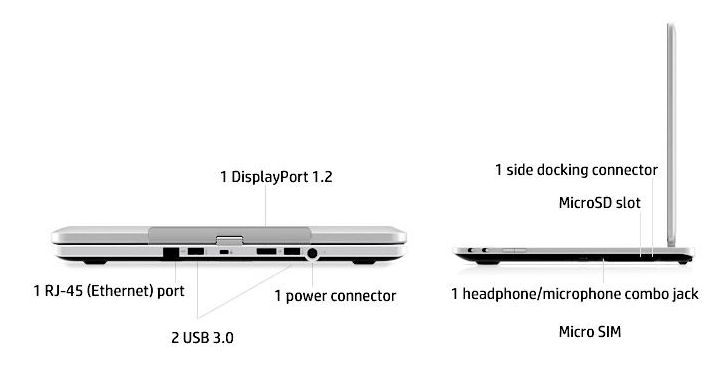 1 DisplayPort 1.2
1 side docking connector
MicroSD slot
1 RJ-45 (Ethernet) port
1 power connector
1 headphone/microphone combo jack
2 USB 3.0
Micro SIM